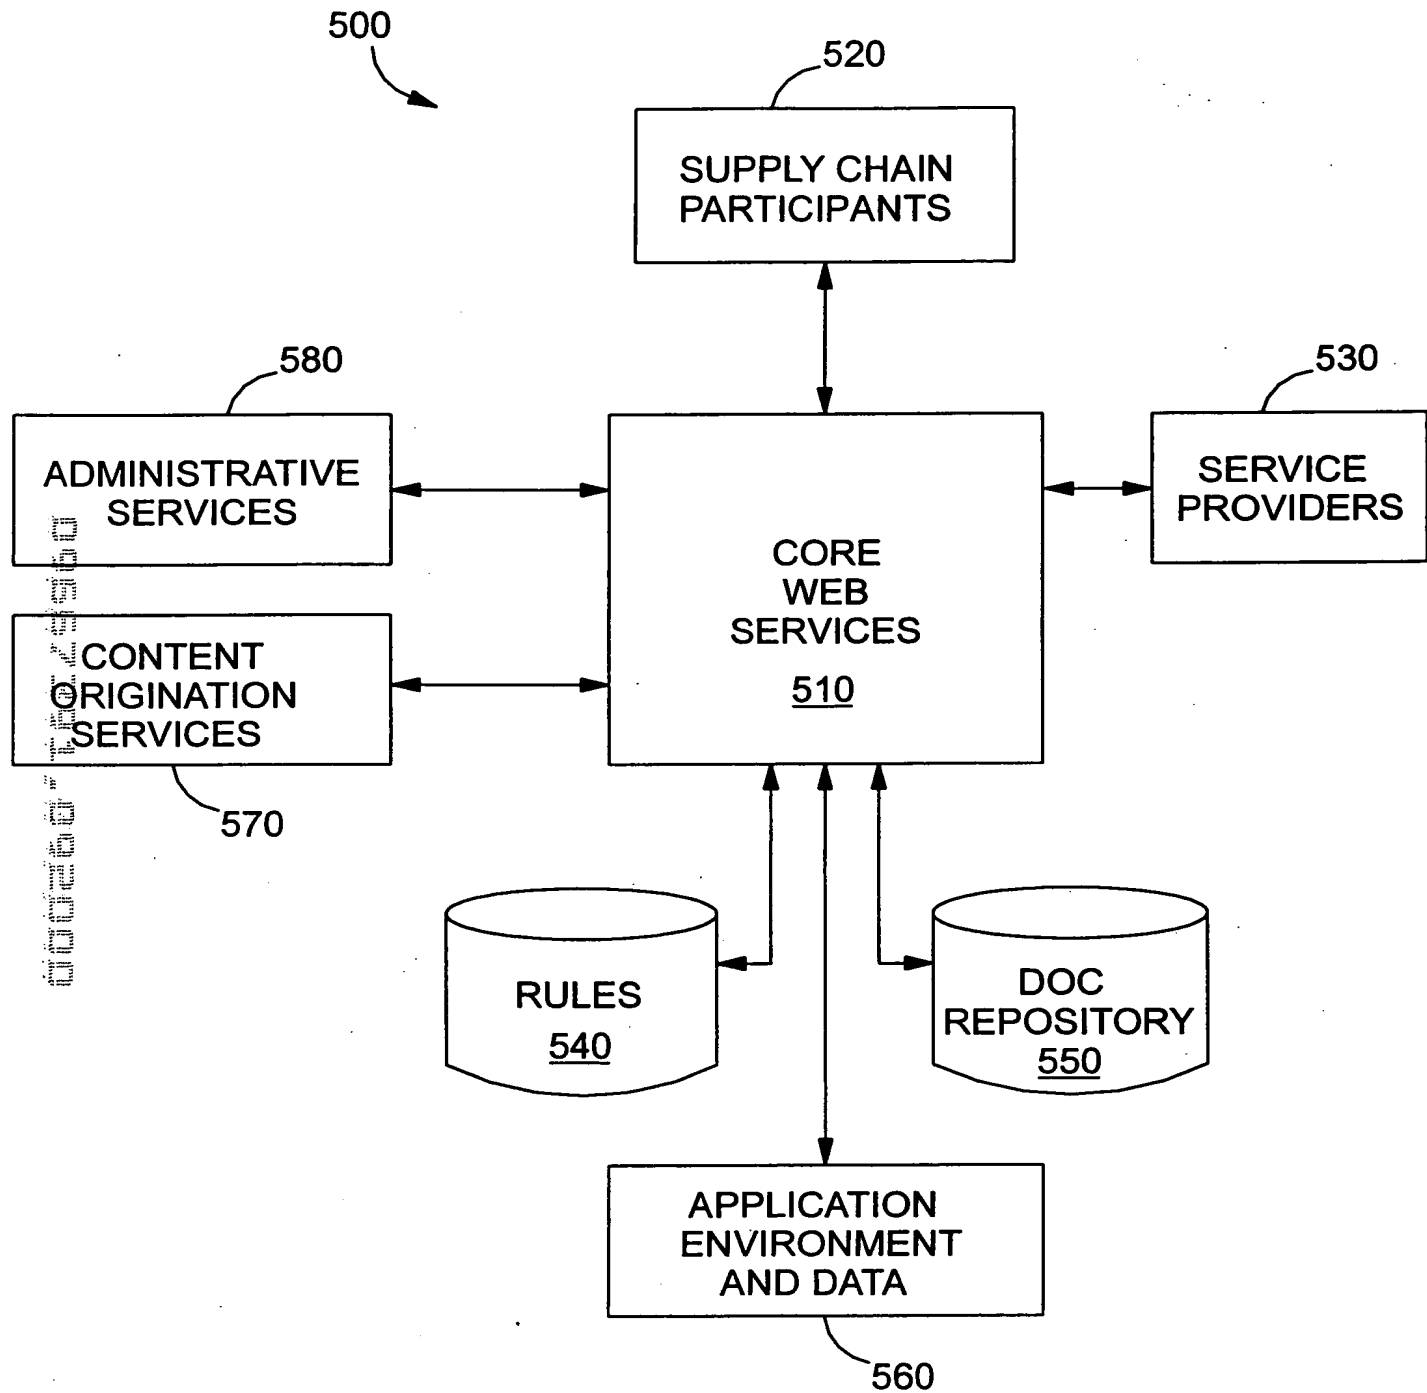 500
520
SUPPLY CHAIN
PARTICIPANTS
580
530
ADMINISTRATIVE
SERVICES
SERVICE
PROVIDERS
CORE
WEB
SERVICES
510
CONTENT
ORIGINATION
SERVICES
570
RULES
540
DOC
REPOSITORY
550
APPLICATION
ENVIRONMENT
AND DATA
560